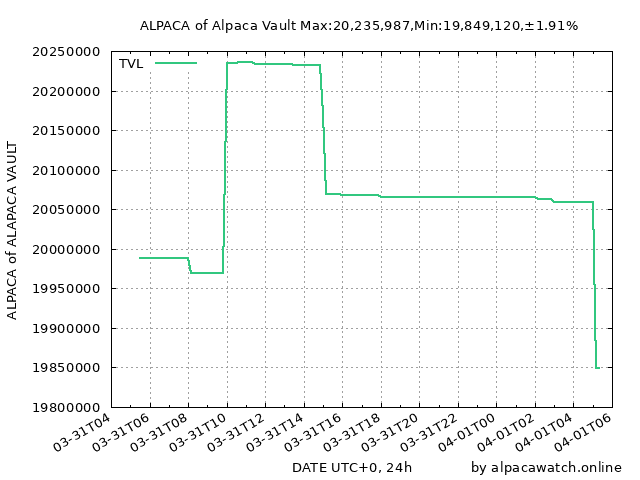 ALPACA of Alpaca Vault Max:20,235,987,Min:19,849,120,±1.91%
TVL
20250000
20200000
20150000
20100000
20050000
20000000
19950000
19900000
19850000
19800000
ALPACA of ALAPACA VAULT
03-31T04
03-31T06
03-31T08
03-31T10
03-31T12
03-31T14
03-31T16
03-31T18
03-31T20
03-31T22
04-01T00
04-01T02
04-01T04
04-01T06
DATE UTC+0, 24h
by alpacawatch.online